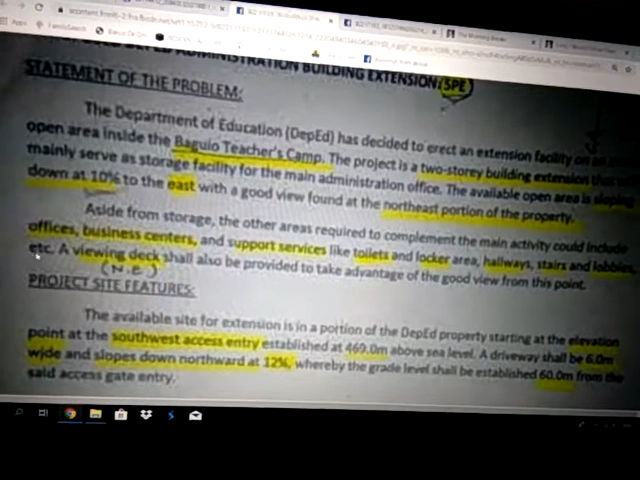 ADMINISTRATION BUILDING EXTENSION (SPE)
STATEMENT OF THE PROBLEM:
The Department of Education (DepEd) has decided to erect an extension facility on an
open area inside the Baguio Teacher's Camp. The project is a two-storey building extension that
mainly serve as storage facility for the main administration office. The available open area is sloping
down at 10% to the east with a good view found at the northeast portion of the property.
Aside from storage, the other areas required to complement the main activity could include
offices, business centers, and support services like toilets and locker area, hallways, stairs and lobbies,
etc. A viewing deck shall also be provided to take advantage of the good view from this point.
(N.E)
PROJECT SITE FEATURES:
The available site for extension is in a portion of the DepEd property starting at the elevation
point at the southwest access entry established at 469.0m above sea level. A driveway shall be 6.0m
wide and slopes down northward at 12%, whereby the grade level shall be established 60.0m from the
said access gate entry.